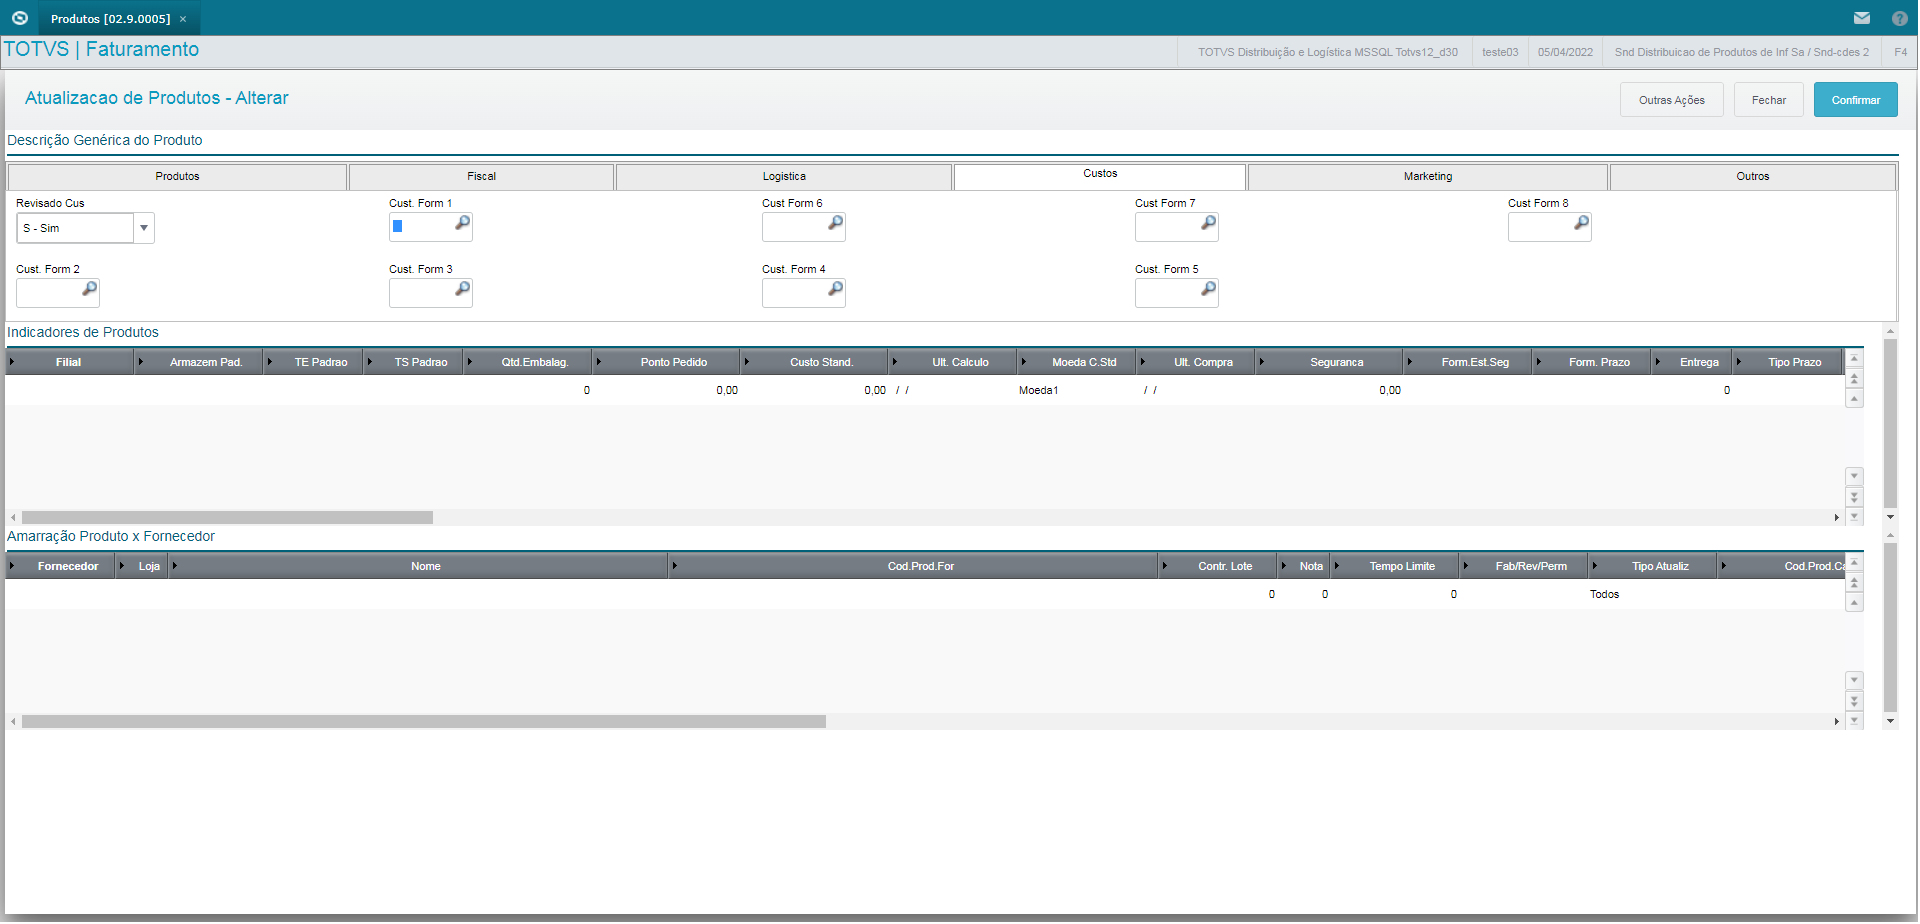 Produtos [02.9.0005] ×
TOTVS | Faturamento
TOTVS Distribuição e Logística MSSQL Totvs12_d30 teste03 05/04/2022 Snd Distribuicao de Produtos de Inf Sa / Snd-cdes 2 F4
Atualizacao de Produtos - Alterar
Outras Ações Fechar Confirmar
Descrição Genérica do Produto
Produtos Fiscal Logistica Custos Marketing Outros
Revisado Cus Cust. Form 1 Cust Form 6 Cust Form 7 Cust Form 8
S - Sim
Cust. Form 2 Cust. Form 3 Cust. Form 4 Cust. Form 5
Indicadores de Produtos
Filial Armazem Pad. TE Padrao TS Padrao Qtd.Embalag. Ponto Pedido Custo Stand. Ult. Calculo Moeda C.Std Ult. Compra Seguranca Form.Est.Seg Form. Prazo Entrega Tipo Prazo
0 0,00 0,00 / / Moeda1 / / 0,00 0
Amarração Produto x Fornecedor
Fornecedor Loja Nome Cod.Prod.For Contr. Lote Nota Tempo Limite Fab/Rev/Perm Tipo Atualiz Cod.Prod.Ca
0 0 0 Todos